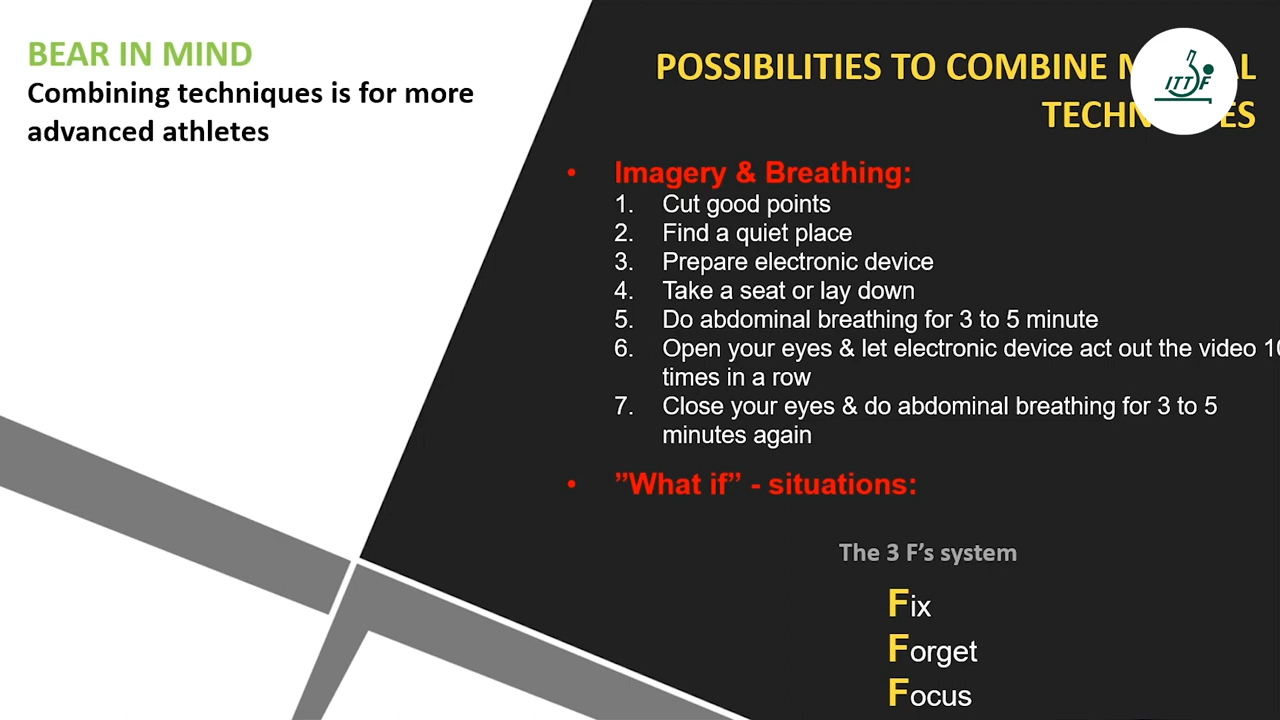 BEAR IN MIND
Combining techniques is for more
advanced athletes
POSSIBILITIES TO COMBINE
ITTF
Imagery & Breathing:
1. Cut good points
2. Find a quiet place
3. Prepare electronic device
4. Take a seat or lay down
5. Do abdominal breathing for 3 to 5 minute
6. Open your eyes & let electronic device act out the video 10
times in a row
7. Close your eyes & do abdominal breathing for 3 to 5
minutes again
”What if” - situations:
The 3 F’s system
Fix
Forget
Focus